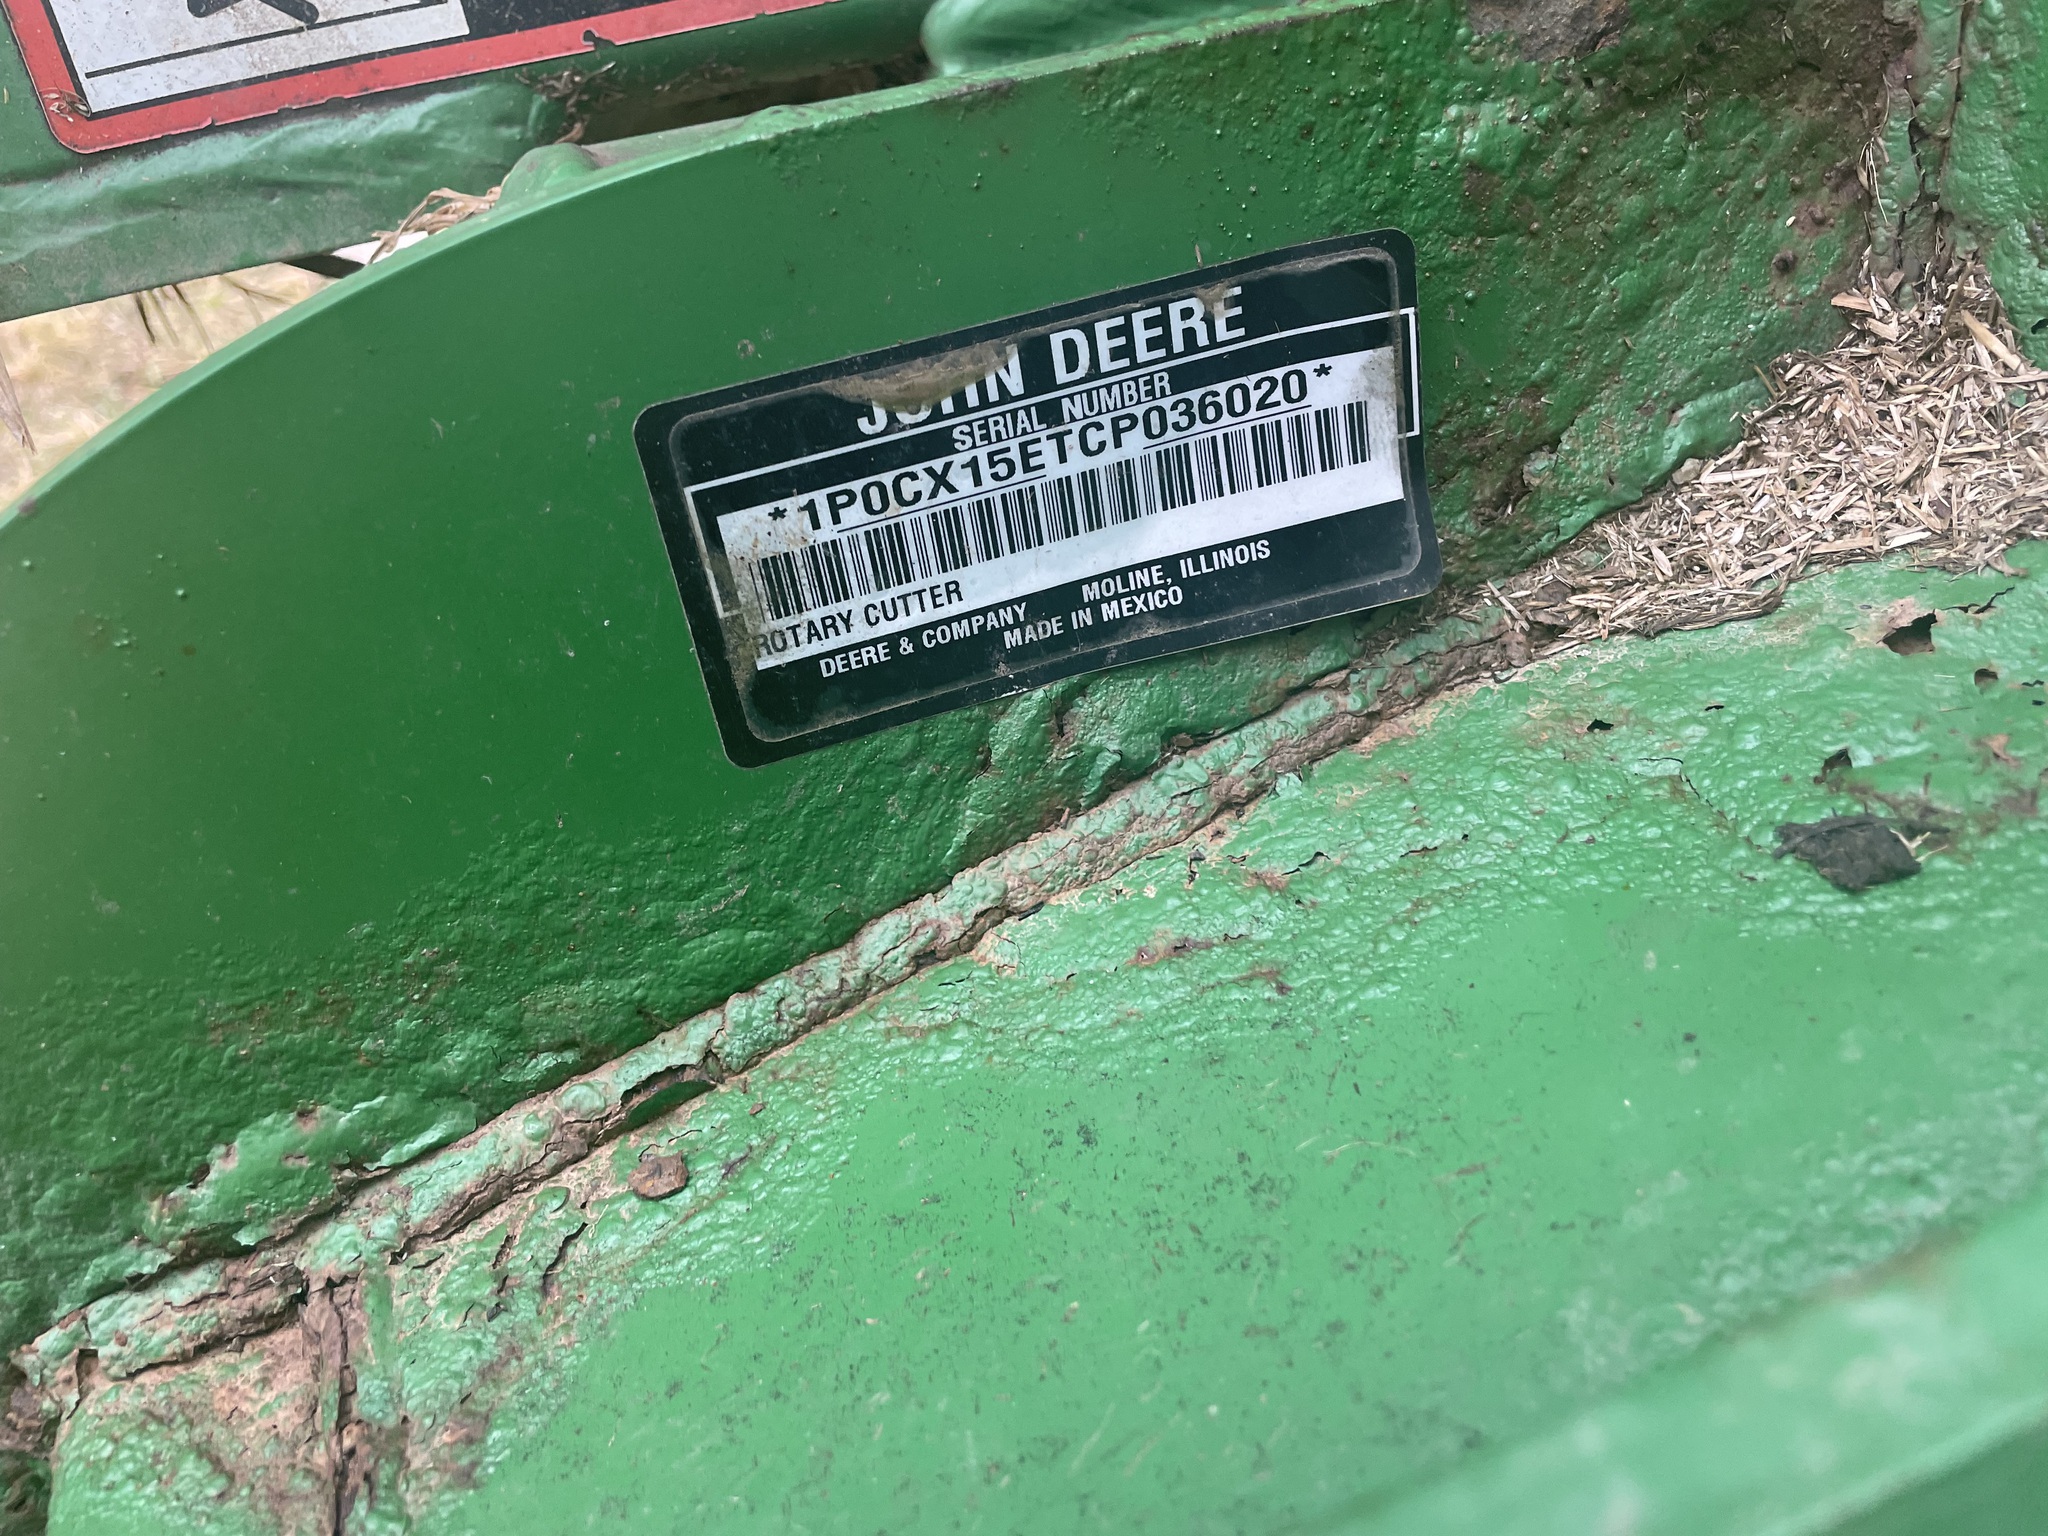 JOHN DEERE
SERIAL NUMBER
*1P0CX15ETCP036020*
ROTARY CUTTER
DEERE & COMPANY MOLINE, ILLINOIS
MADE IN MEXICO